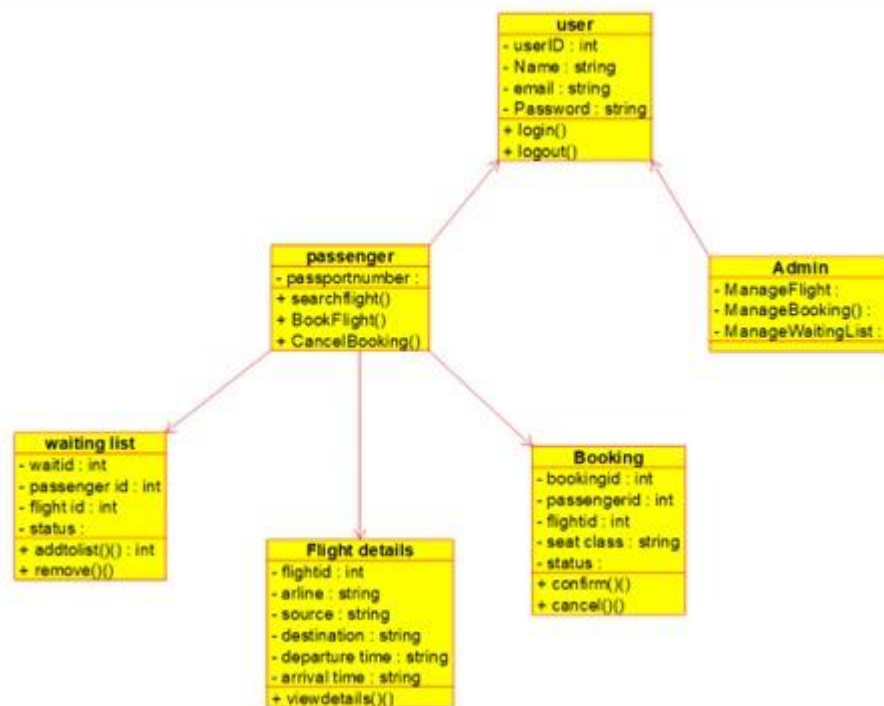 user
- userID : int
- Name : string
- email : string
- Password : string
+ login()
+ logout()
passenger
- passportnumber :
+ searchflight()
+ BookFlight()
+ CancelBooking()
Admin
- ManageFlight :
- ManageBooking() :
- ManageWaitingList :
waiting list
- waitid : int
- passenger id : int
- flight id : int
- status :
+ addtolist()() : int
+ remove()()
Flight details
- flightid : int
- arline : string
- source : string
- destination : string
- departure time : string
- arrival time : string
+ viewdetails()()
Booking
- bookingid : int
- passengerid : int
- flightid : int
- seat class : string
- status :
+ confirm()()
+ cancel()()